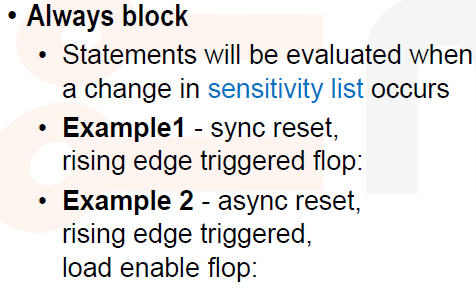 • Always block
• Statements will be evaluated when
a change in sensitivity list occurs
• Example1 - sync reset,
rising edge triggered flop:
• Example 2 - async reset,
rising edge triggered,
load enable flop: